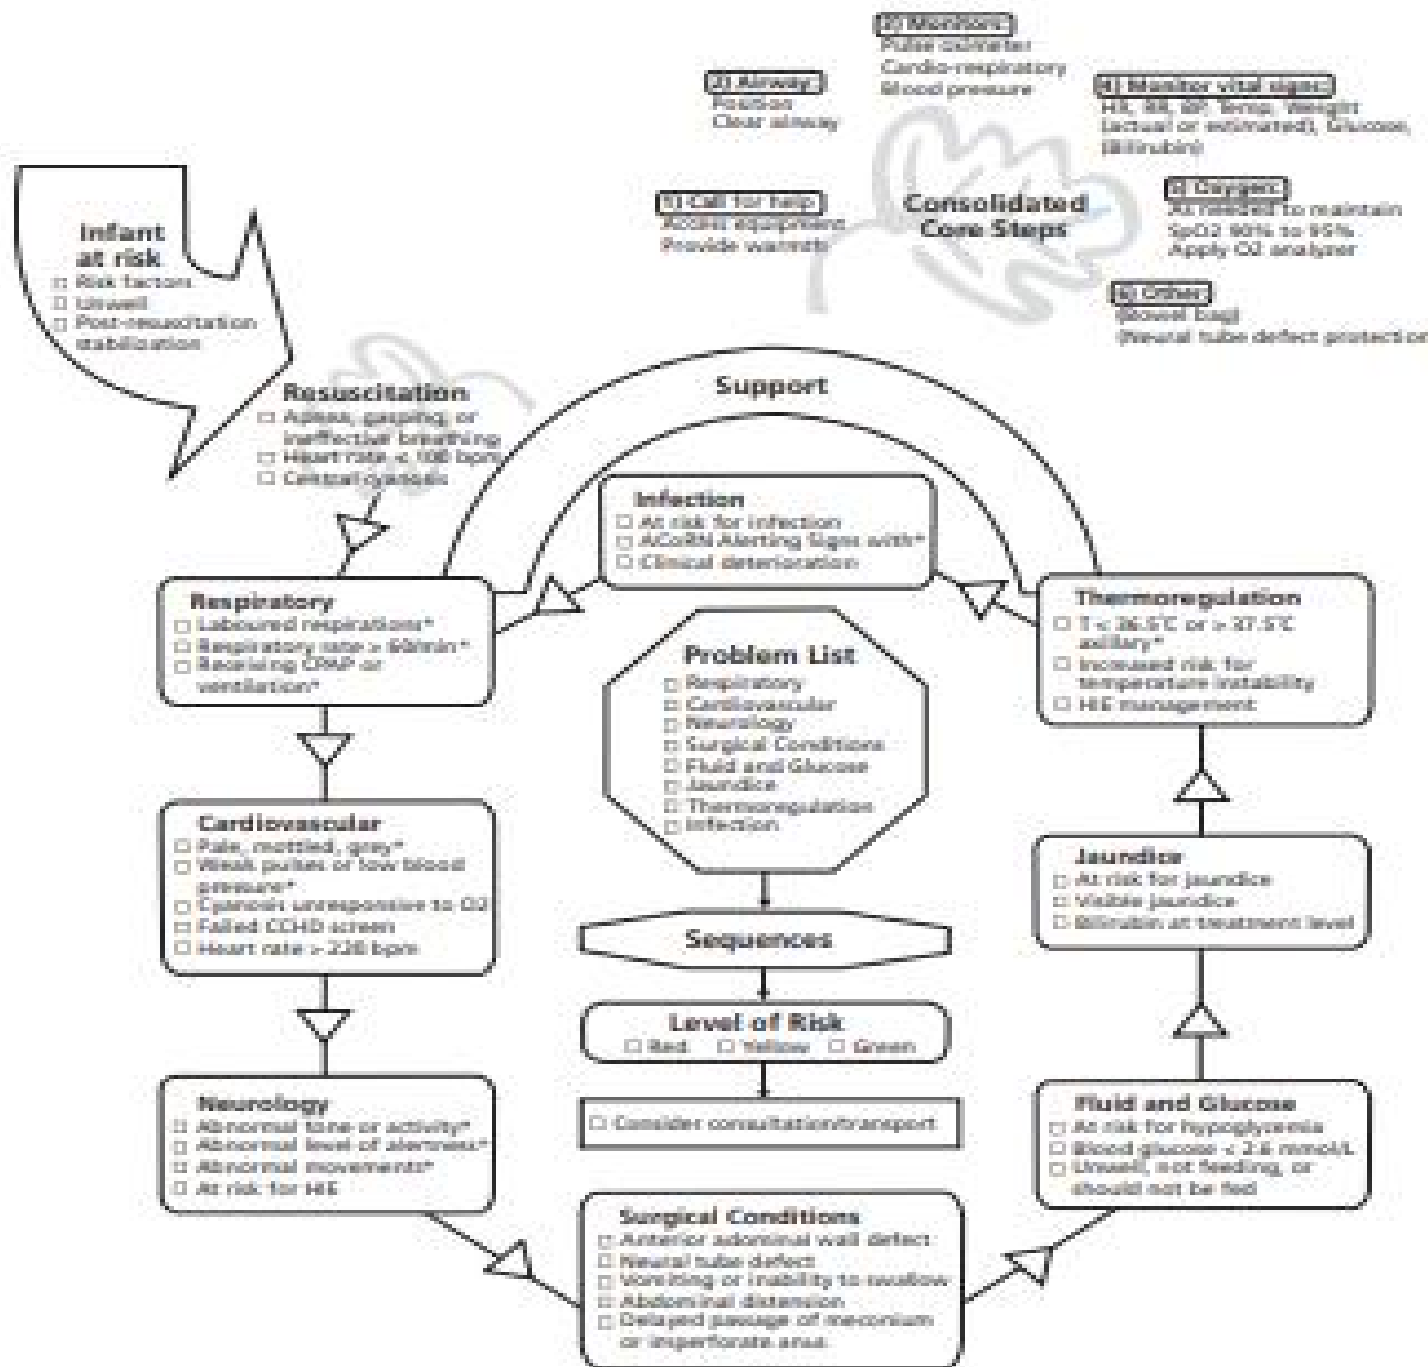 2) Monitors:
Pulse oximeter
Cardio-respiratory
Blood pressure
Airway:
Position
Clear airway
4) Monitor vital signs:
HR, RR, BP, Temp, Weight
(actual or estimated), Glucose,
(Bilirubin)
1) Call for help:
Access equipment
Provide warmth
Consolidated
Core Steps
5) Oxygen:
As needed to maintain
SpO2 90% to 95%
Apply O2 analyzer
6) Other:
(Bowel bag)
(Neural tube defect protection
Infant
at risk
□ Risk factors
□ Unwell
□ Post-resuscitation
stabilization
Resuscitation
□ Apnea, gasping, or
ineffective breathing
□ Heart rate < 100 bpm
□ Central cyanosis
Support
Infection
□ At risk for infection
□ ACoRN Alerting Signs with*
□ Clinical deterioration
Respiratory
□ Laboured respirations*
□ Respiratory rate > 60/min*
□ Receiving CPAP or
ventilation*
Thermoregulation
□ T < 36.5°C or > 37.5°C
axillary*
□ Increased risk for
temperature instability
□ HIE management
Problem List
□ Respiratory
□ Cardiovascular
□ Neurology
□ Surgical Conditions
□ Fluid and Glucose
□ Jaundice
□ Thermoregulation
□ Infection
Cardiovascular
□ Pale, mottled, grey*
□ Weak pulses or low blood
pressure*
□ Cyanosis unresponsive to O2
□ Failed CCHD screen
□ Heart rate > 220 bpm
Jaundice
□ At risk for jaundice
□ Visible jaundice
□ Bilirubin at treatment level
Sequences
Level of Risk
□ Red □ Yellow □ Green
□ Consider consultation/transport
Neurology
□ Abnormal tone or activity*
□ Abnormal level of alertness*
□ Abnormal movements*
□ At risk for HIE
Fluid and Glucose
□ At risk for hypoglycemia
□ Blood glucose < 2.6 mmol/L
□ Unwell, not feeding, or
should not be fed
Surgical Conditions
□ Anterior adominal wall defect
□ Neural tube defect
□ Vomiting or inability to swallow
□ Abdominal distension
□ Delayed passage of meconium
or imperforate anus.